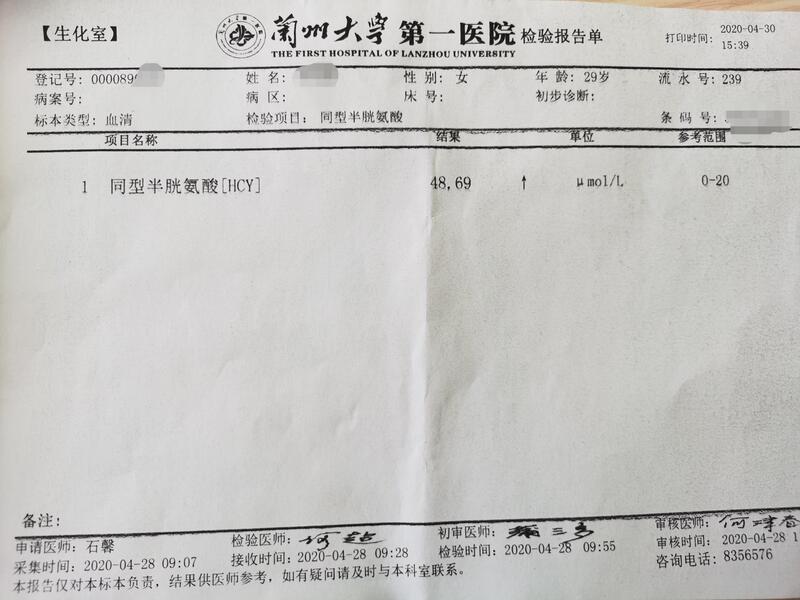 【生化室】
蘭州大學第一医院 检验报告单
THE FIRST HOSPITAL OF LANZHOU UNIVERSITY
打印时间: 2020-04-30 15:39
登记号: 000089 姓 名: 性 别: 女 年 龄: 29岁 流 水 号: 239
病案号: 病 区: 床 号: 初步诊断:
标本类型: 血清 检验项目: 同型半胱氨酸 条 码 号:
项目名称 结果 单位 参考范围
1 同型半胱氨酸[HCY] 48.69 ↑ μmol/L 0-20
备注:
申请医师: 石馨 检验医师: 初审医师: 审核医师:
采集时间: 2020-04-28 09:07 接收时间: 2020-04-28 09:28 检验时间: 2020-04-28 09:55 审核时间: 2020-04-28 1
本报告仅对本标本负责，结果供医师参考，如有疑问请及时与本科室联系。 咨询电话: 8356576